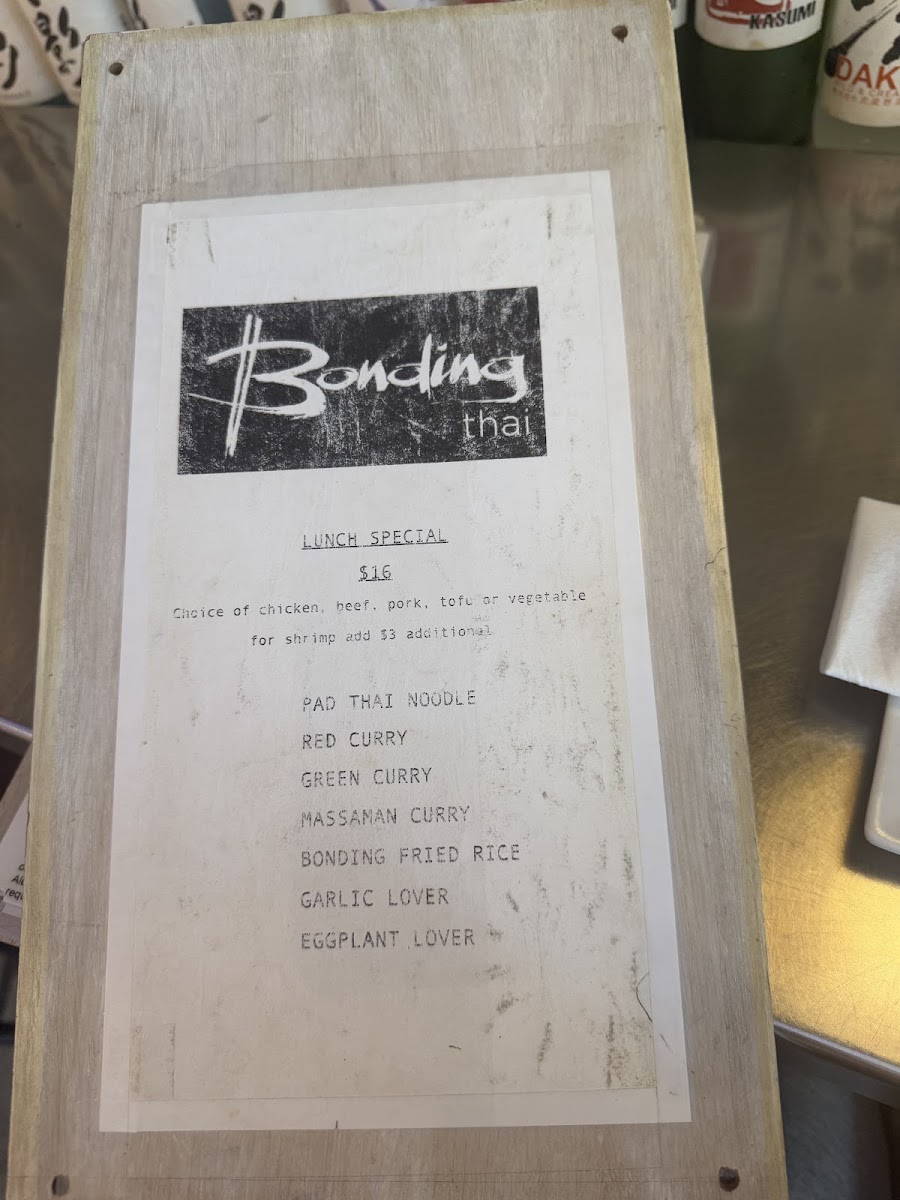 KASUMI
DAK
Bonding
thai
LUNCH SPECIAL
$16
Choice of chicken, beef, pork, tofu or vegetable
for shrimp add $3 additional
PAD THAI NOODLE
RED CURRY
GREEN CURRY
MASSAMAN CURRY
BONDING FRIED RICE
GARLIC LOVER
EGGPLANT LOVER